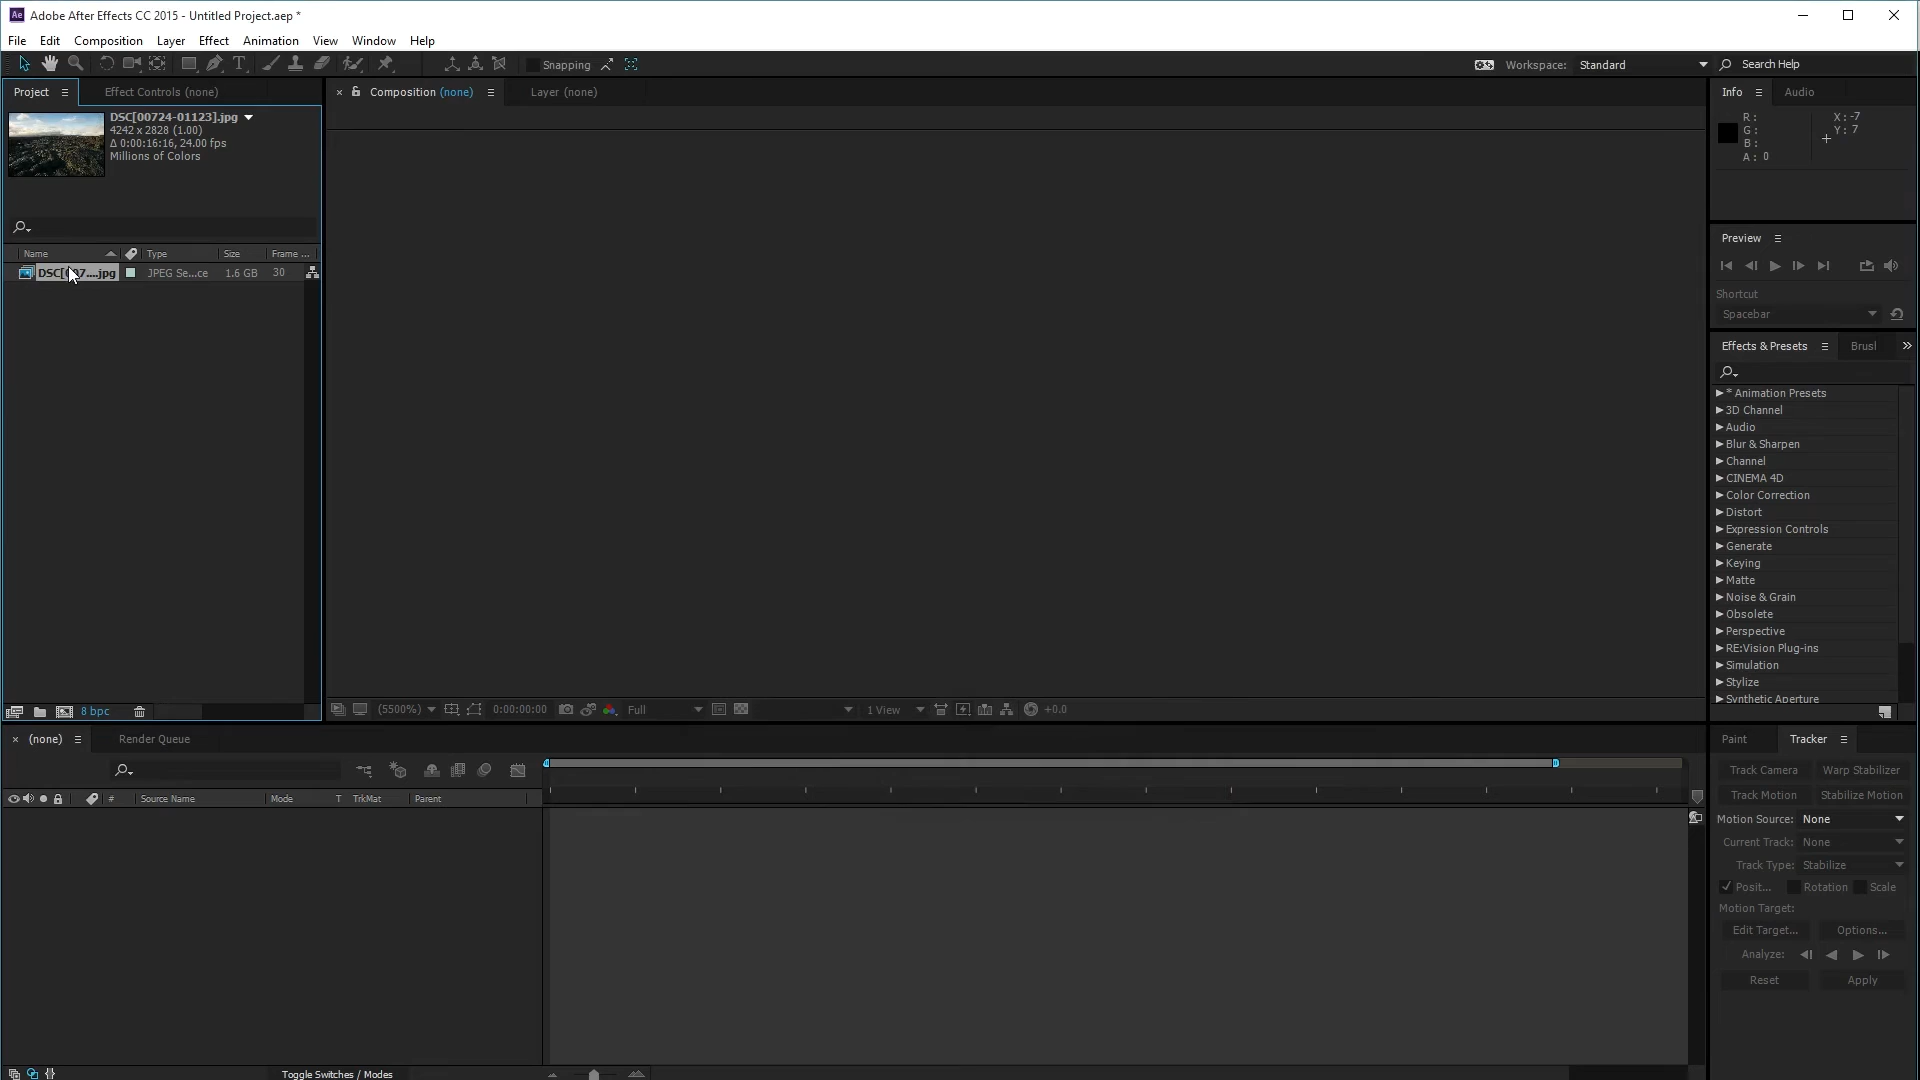 Adobe After Effects CC 2015 - Untitled Project.aep *
File Edit Composition Layer Effect Animation View Window Help
Snapping Workspace: Standard Search Help
Project Effect Controls (none) Composition (none) Layer (none) Info Audio
DSC[00724-01123].jpg
4242 x 2828 (1.00)
Δ 0:00:16:16, 24.00 fps
Millions of Colors
R: X: -7
G: Y: 7
B:
A: 0
Name Type Size Frame ...
JPEG Se...ce 1.6 GB 30
Preview
Shortcut
Spacebar
Effects & Presets Brusl
* Animation Presets
3D Channel
Audio
Blur & Sharpen
Channel
CINEMA 4D
Color Correction
Distort
Expression Controls
Generate
Keying
Matte
Noise & Grain
Obsolete
Perspective
RE:Vision Plug-ins
Simulation
Stylize
Synthetic Aperture
8 bpc
(5500%) 0:00:00:00 Full 1 View +0.0
(none) Render Queue
# Source Name Mode T TrkMat Parent
Toggle Switches / Modes
Paint Tracker
Track Camera Warp Stabilizer
Track Motion Stabilize Motion
Motion Source: None
Current Track: None
Track Type: Stabilize
Posit... Rotation Scale
Motion Target:
Edit Target... Options...
Analyze:
Reset Apply